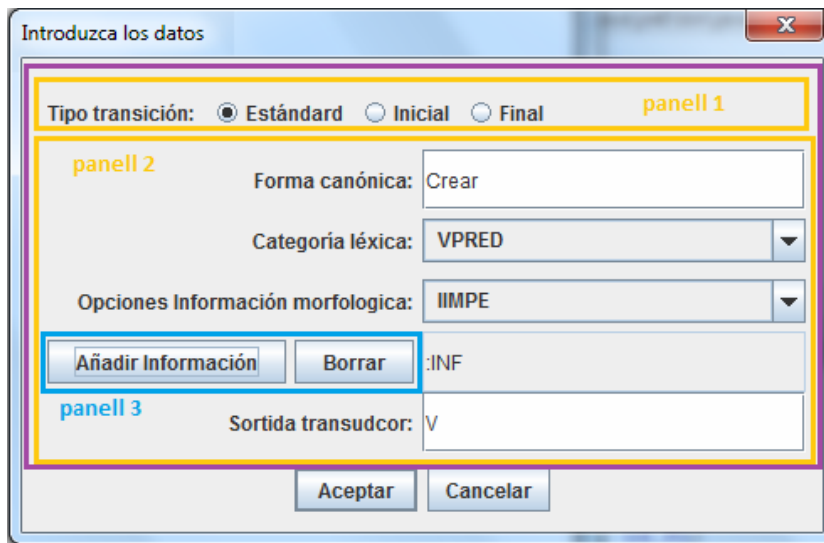 Introduzca los datos
Tipo transición: Estándard Inicial Final panell 1
panell 2
Forma canónica: Crear
Categoría léxica: VPRED
Opciones Información morfologica: IIMPE
Añadir Información Borrar :INF
panell 3
Sortida transudcor: V
Aceptar Cancelar